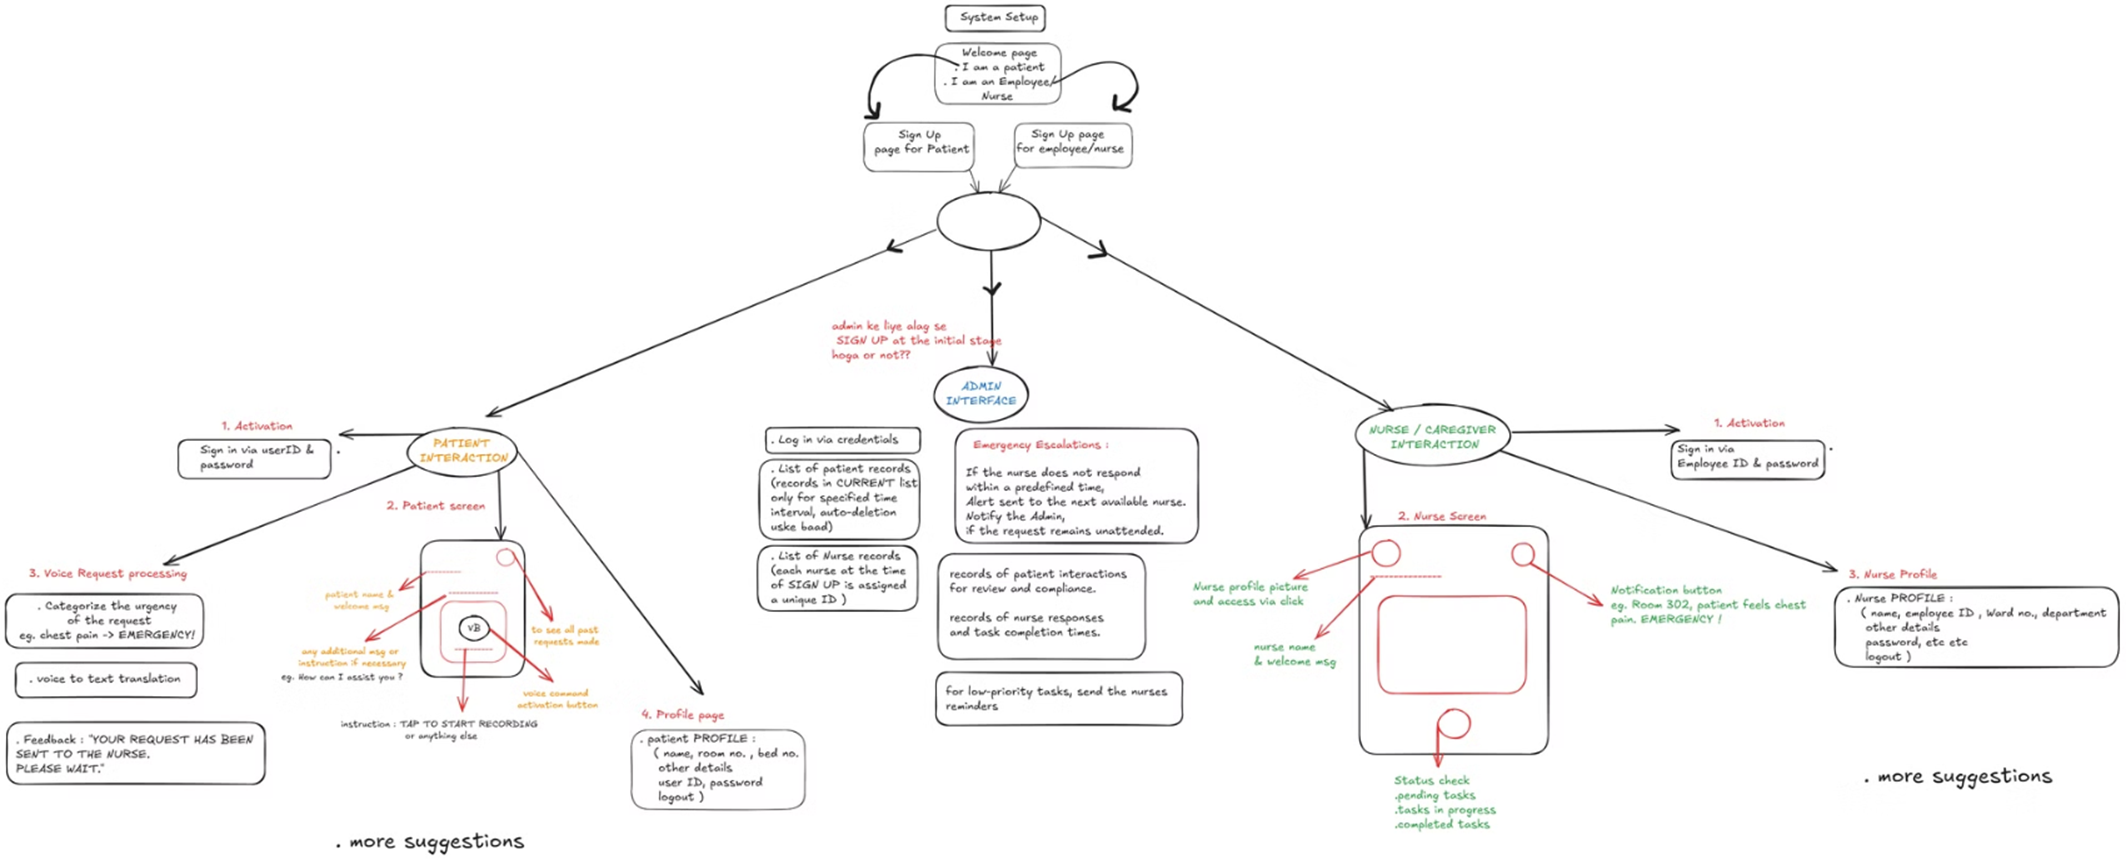 System Setup
Welcome page
. I am a patient
. I am an Employee/
Nurse
Sign Up
page for Patient
Sign Up page
for employee/nurse
admin ke liye alag se
SIGN UP at the initial stage
hoga or not??
ADMIN
INTERFACE
. Log in via credentials
. List of patient records
(records in CURRENT list
only for specified time
interval, auto-deletion
uske baad)
. List of Nurse records
(each nurse at the time
of SIGN UP is assigned
a unique ID )
Emergency Escalations :
If the nurse does not respond
within a predefined time,
Alert sent to the next available nurse.
Notify the Admin,
if the request remains unattended.
records of patient interactions
for review and compliance.
records of nurse responses
and task completion times.
for low-priority tasks, send the nurses
reminders
PATIENT
INTERACTION
1. Activation
Sign in via userID &
password
.
2. Patient screen
patient name &
welcome msg
any additional msg or
instruction if necessary
eg. How can I assist you ?
VB
to see all past
requests made
voice command
activation button
instruction : TAP TO START RECORDING
or anything else
3. Voice Request processing
. Categorize the urgency
of the request
eg. chest pain -> EMERGENCY!
. voice to text translation
. Feedback : "YOUR REQUEST HAS BEEN
SENT TO THE NURSE.
PLEASE WAIT."
4. Profile page
. patient PROFILE :
( name, room no. , bed no.
other details
user ID, password
logout )
. more suggestions
NURSE / CAREGIVER
INTERACTION
1. Activation
Sign in via
Employee ID & password
.
2. Nurse Screen
Nurse profile picture
and access via click
nurse name
& welcome msg
Notification button
eg. Room 302, patient feels chest
pain. EMERGENCY !
Status check
.pending tasks
.tasks in progress
.completed tasks
3. Nurse Profile
. Nurse PROFILE :
( name, employee ID , Ward no., department
other details
password, etc etc
logout )
. more suggestions